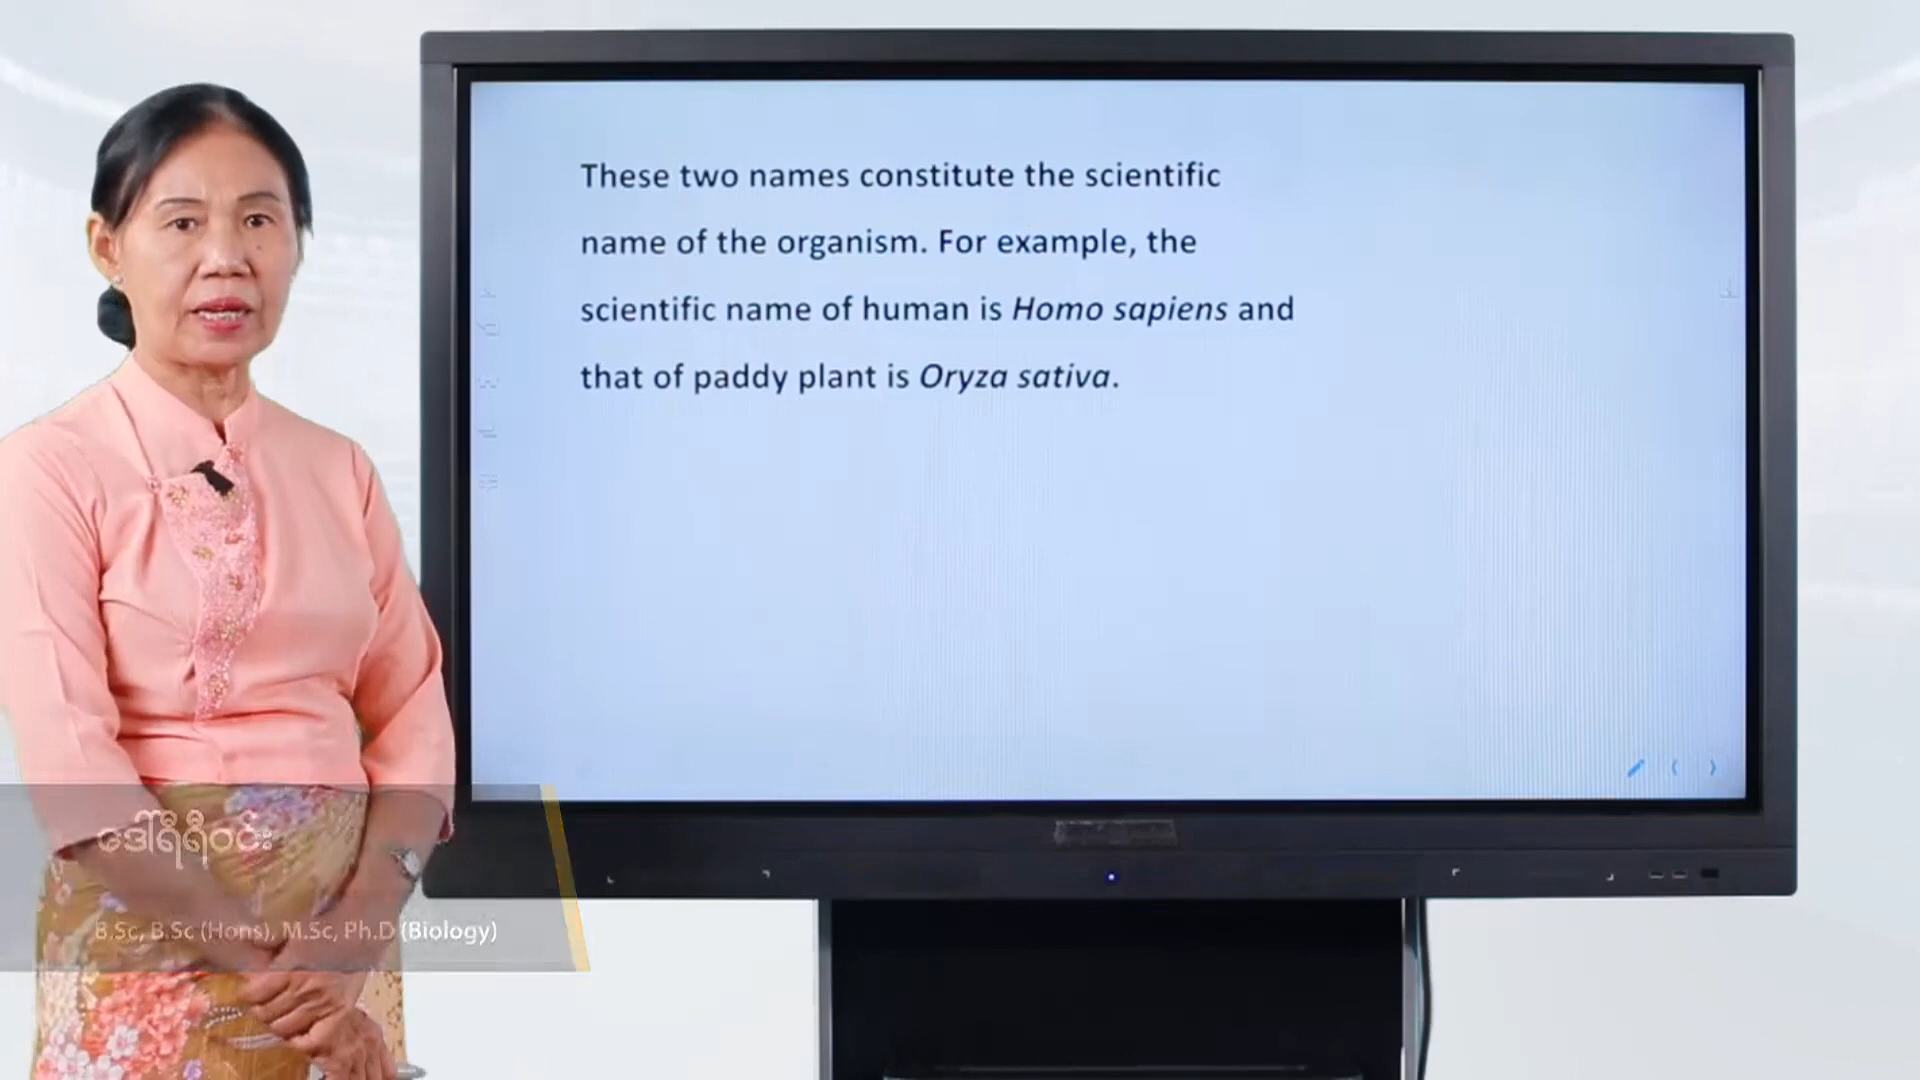 These two names constitute the scientific
name of the organism. For example, the
scientific name of human is Homo sapiens and
that of paddy plant is Oryza sativa.
ဒေါ်ရီရီဝင်း
B.Sc, B.Sc (Hons), M.Sc, Ph.D (Biology)